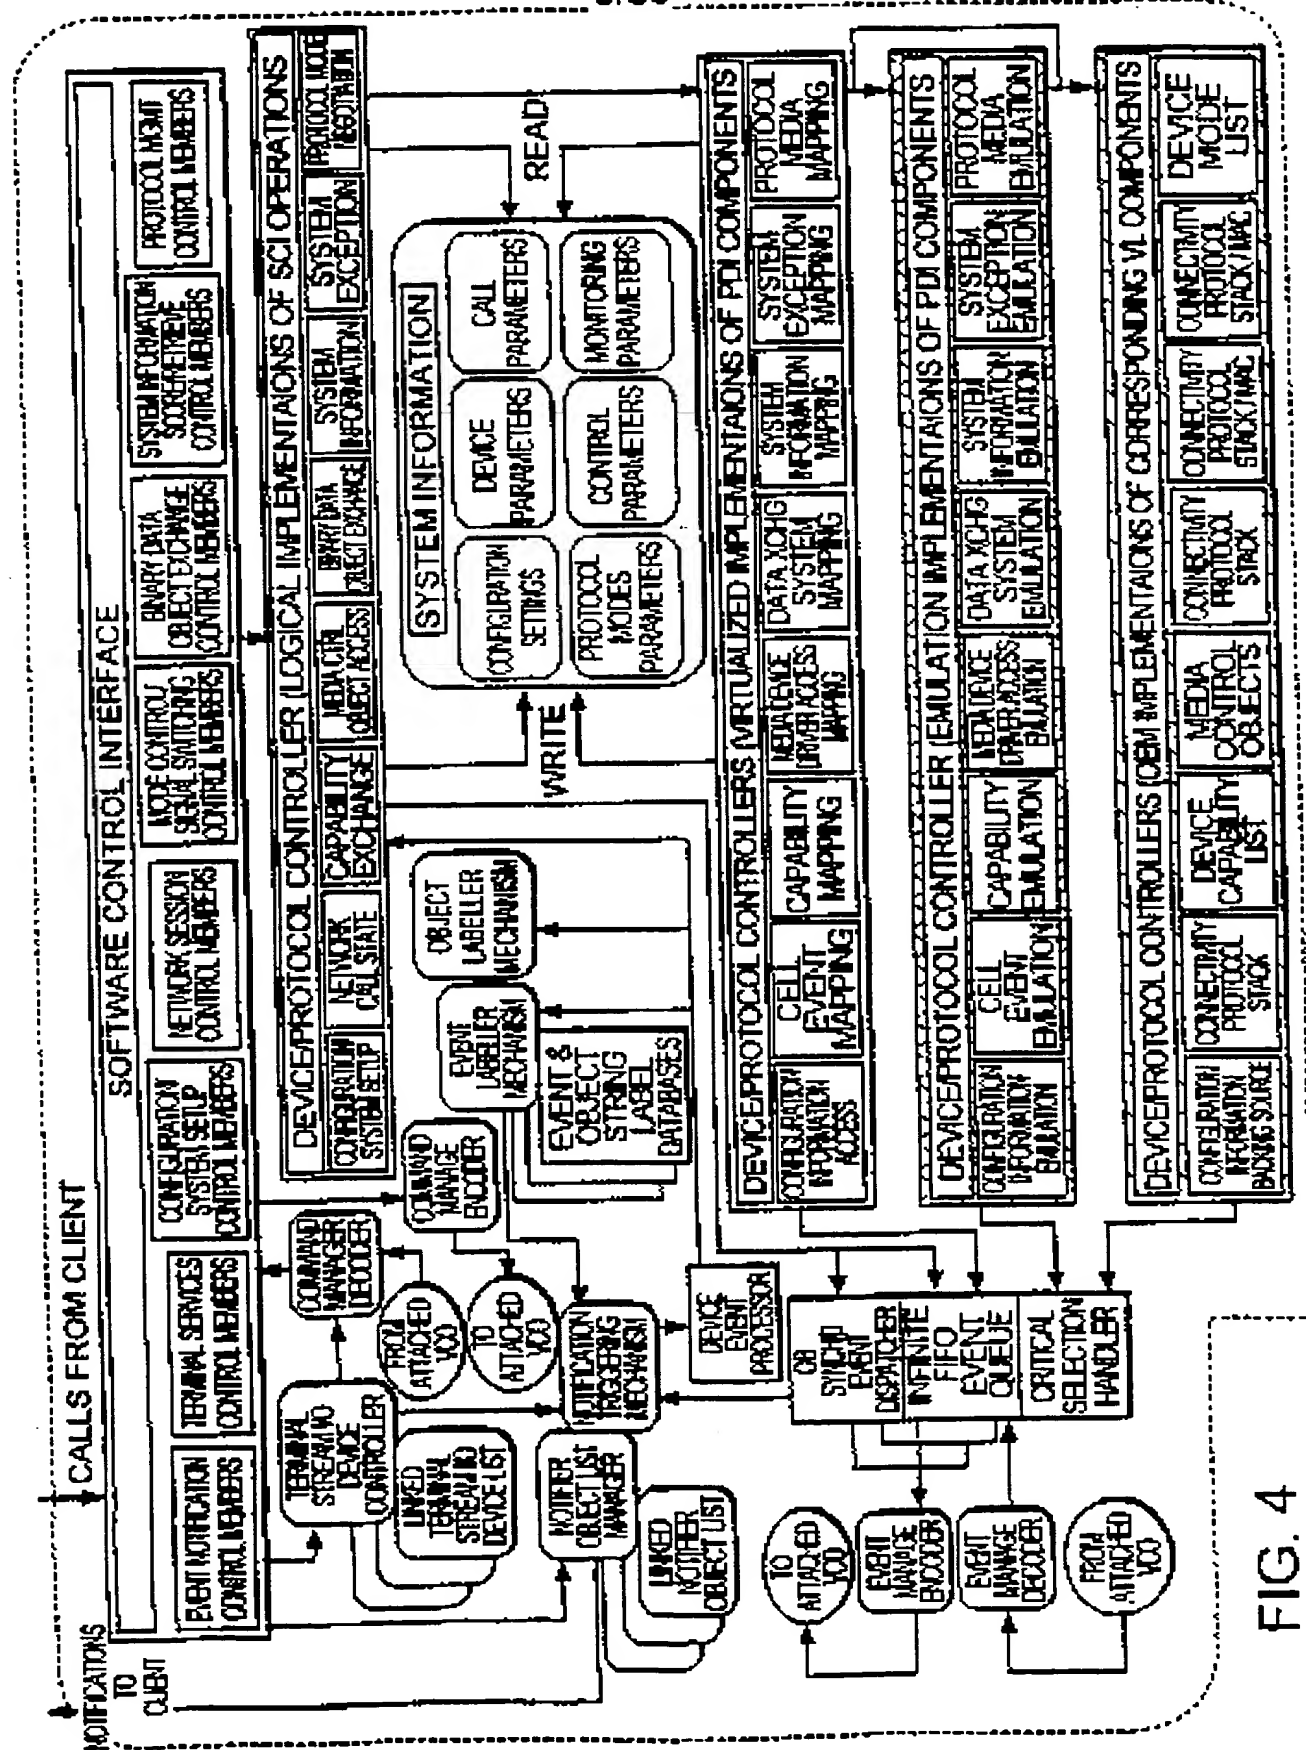 CALLS FROM CLIENT
NOTIFICATIONS
TO
CLIENT
SOFTWARE CONTROL INTERFACE
EVENT NOTIFICATION
CONTROL MEMBERS
TERMINAL SERVICES
CONTROL MEMBERS
CONFIGURATION/
SYSTEM SETUP
CONTROL MEMBERS
NETWORK SESSION
CONTROL MEMBERS
MODE CONTROL/
SIGNAL SWITCHING
CONTROL MEMBERS
BINARY DATA
OBJECT EXCHANGE
CONTROL MEMBERS
SYSTEM INFORMATION
SCORE/RETRIEVE
CONTROL MEMBERS
PROTOCOL MGMT
CONTROL MEMBERS
DEVICE/PROTOCOL CONTROLLER (LOGICAL IMPLEMENTAIONS OF SCI OPERATIONS
CONFIGURATION/
SYSTEM SETUP
NETWORK
CALL STATE
CAPABILITY
EXCHANGE
MEDIA CTRL
OBJECT ACCESS
BINARY DATA
OBJECT EXCHANGE
SYSTEM
INFORMATION
SYSTEM
EXCEPTION
PROTOCOL MODE
NEGOTIATION
TERMINAL
STREAM I/O
DEVICE
CONTROLLER
LINKED
TERMINAL
STREAM I/O
DEVICE LIST
COMMAND
MANAGER
DECODER
COMMAND
MANAGE
ENCODER
FROM
ATTACHED
VCO
TO
ATTACHED
VCO
EVENT
LABELLER
MECHANISM
OBJECT
LABELLER
MECHANISM
EVENT &
OBJECT
STRING
LABEL
DATABASES
WRITE
READ
SYSTEM INFORMATION
CONFIGURATION
SETTINGS
DEVICE
PARAMETERS
CALL
PARAMETERS
PROTOCOL
MODES
PARAMETERS
CONTROL
PARAMETERS
MONITORING
PARAMETERS
NOTIFIER
OBJECT LIST
MANAGER
LINKED
NOTHER
OBJECT LIST
NOTIFICATION
TRIGGERING
MECHANISM
DEVICE
EVENT
PROCESSOR
DEVICE/PROTOCOL CONTROLLERS (VIRTUALIZED IMPLEMENTAIONS OF PDI COMPONENTS
CONFIGURATION
INFORMATION
ACCESS
CELL
EVENT
MAPPING
CAPABILITY
MAPPING
MEDIA DEVICE
DRIVER ACCESS
MAPPING
DATA XCHG
SYSTEM
MAPPING
SYSTEM
INFORMATION
MAPPING
SYSTEM
EXCEPTION
MAPPING
PROTOCOL
MEDIA
MAPPING
OB
SYNCHRO
EVENT
DISPATCHER
INFINITE
FIFO
EVENT
QUEUE
CRITICAL
SELECTION
HANDLER
TO
ATTACHED
VCO
EVENT
MANAGE
ENCODER
EVENT
MANAGE
DECODER
FROM
ATTACHED
VCO
DEVICE/PROTOCOL CONTROLLER (EMULATION IMPLEMENTATIONS OF PDI COMPONENTS
CONFIGURATION
INFORMATION
EMULATION
CELL
EVENT
EMULATION
CAPABILITY
EMULATION
MEDIA DEVICE
DRIVER ACCESS
EMULATION
DATA XCHG
SYSTEM
EMULATION
SYSTEM
INFORMATION
EMULATION
SYSTEM
EXCEPTION
EMULATION
PROTOCOL
MEDIA
EMULATION
DEVICE/PROTOCOL CONTROLLERS (OEM IMPLEMENTAIONS OF CORRESPONDING VL COMPONENTS
CONFIGURATION
INFORMATION
BACKING SOURCE
CONNECTIVITY
PROTOCOL
STACK
DEVICE
CAPABILITY
LIST
MEDIA
CONTROL
OBJECTS
CONNECTIVITY
PROTOCOL
STACK
CONNECTIVITY
PROTOCOL
STACK/MAC
CONNECTIVITY
PROTOCOL
STACK/MAC
DEVICE
MODE
LIST
FIG. 4